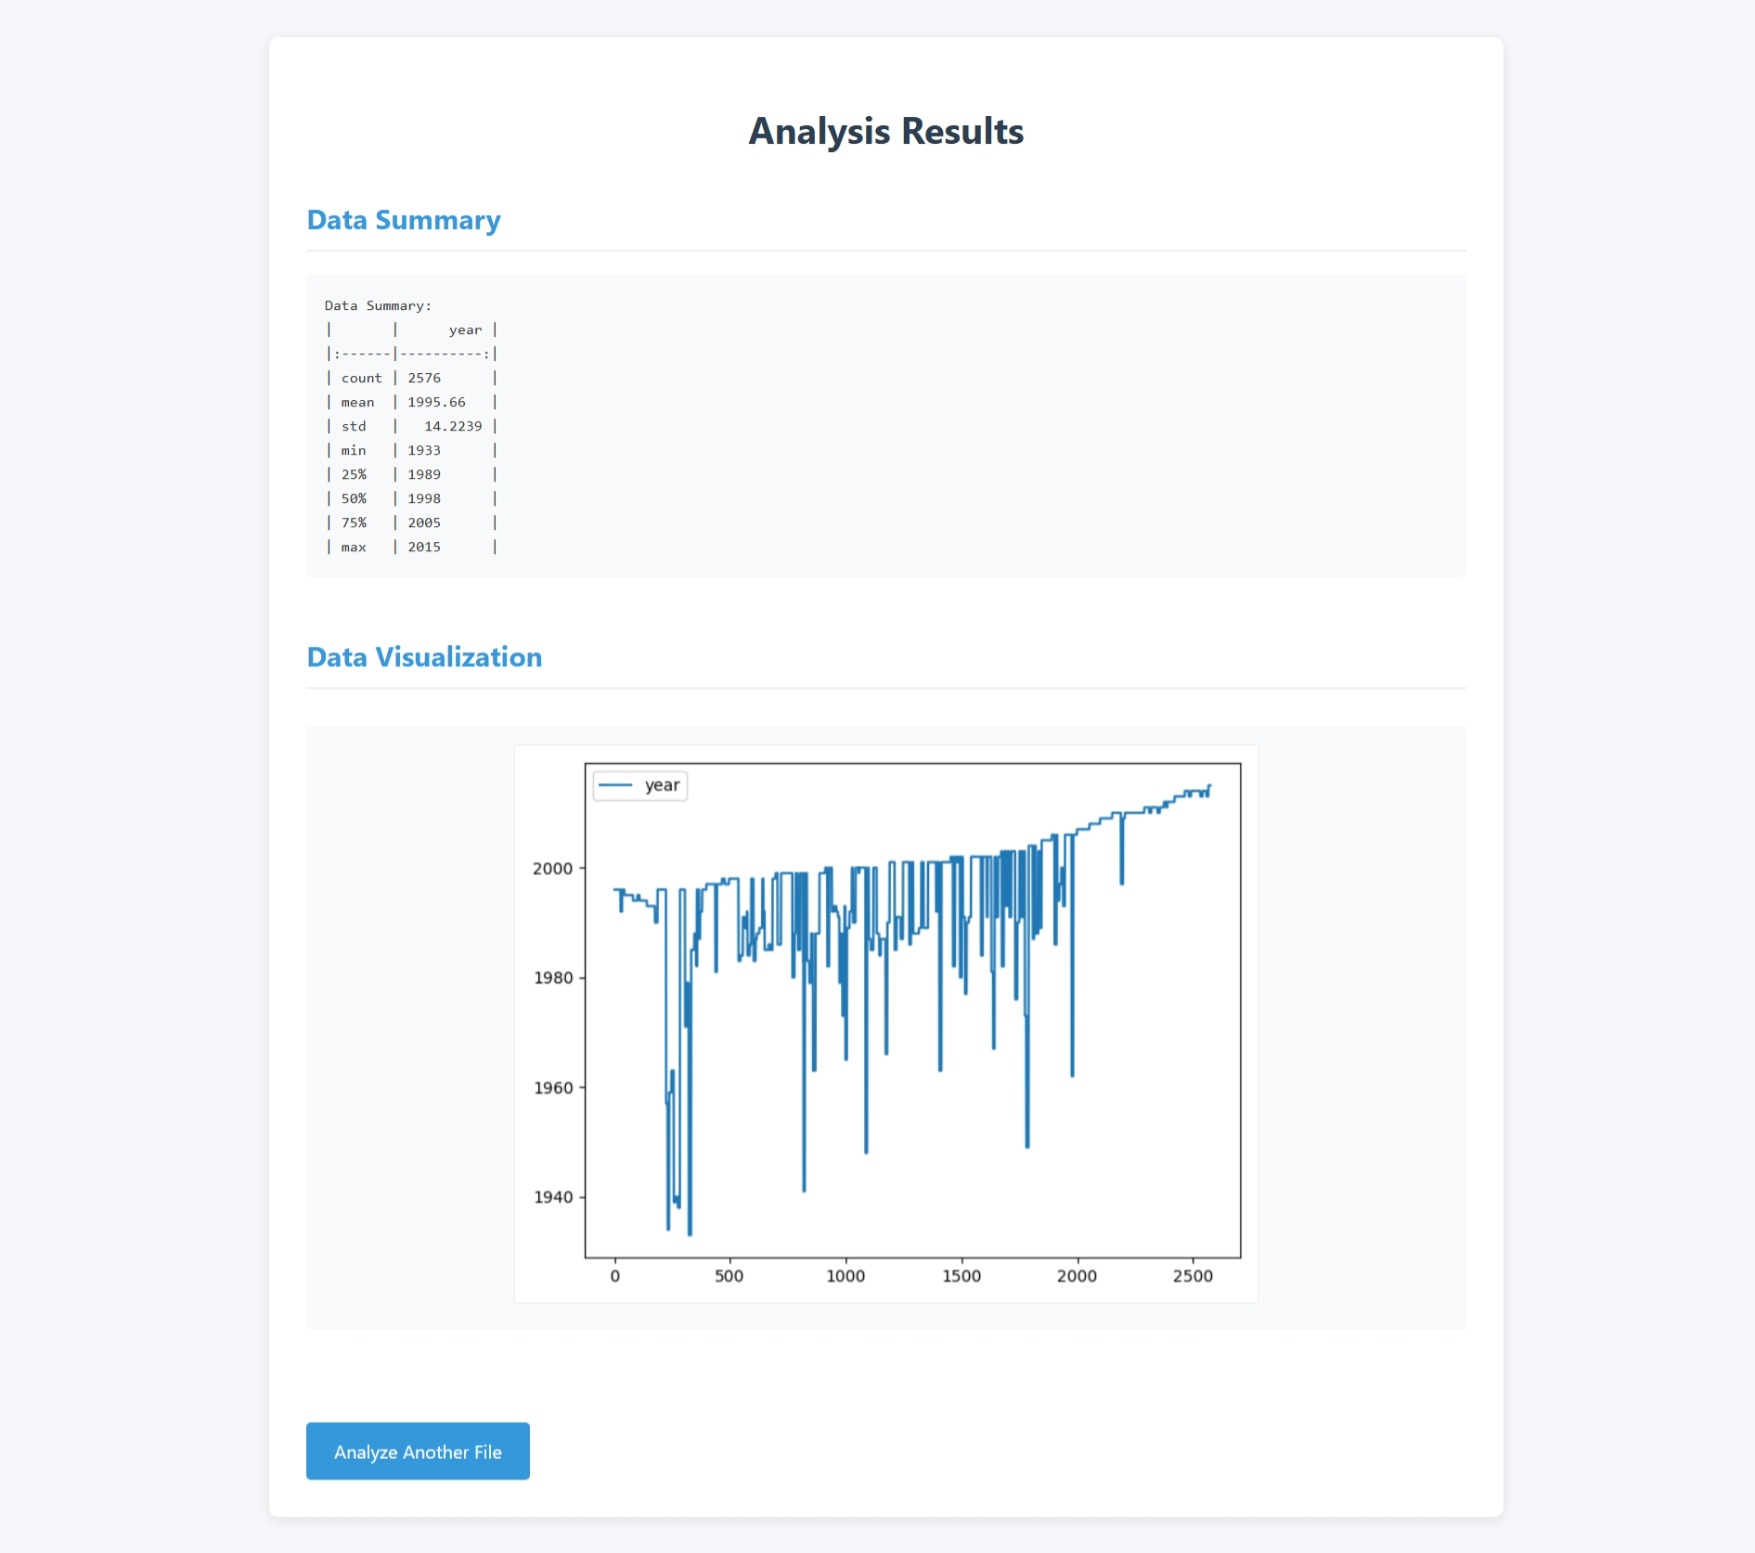 Analysis Results
Data Summary
Data Summary:
|       |      year |
|:------|----------:|
| count | 2576      |
| mean  | 1995.66   |
| std   |   14.2239 |
| min   | 1933      |
| 25%   | 1989      |
| 50%   | 1998      |
| 75%   | 2005      |
| max   | 2015      |
Data Visualization
year
2000
1980
1960
1940
0 500 1000 1500 2000 2500
Analyze Another File